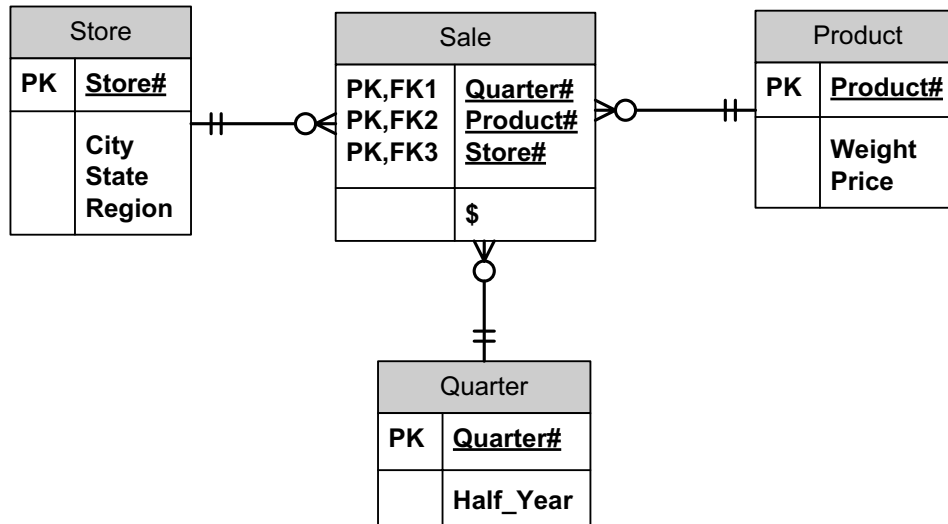 Store
PK Store#
City
State
Region
Sale
PK,FK1 Quarter#
PK,FK2 Product#
PK,FK3 Store#
$
Product
PK Product#
Weight
Price
Quarter
PK Quarter#
Half_Year